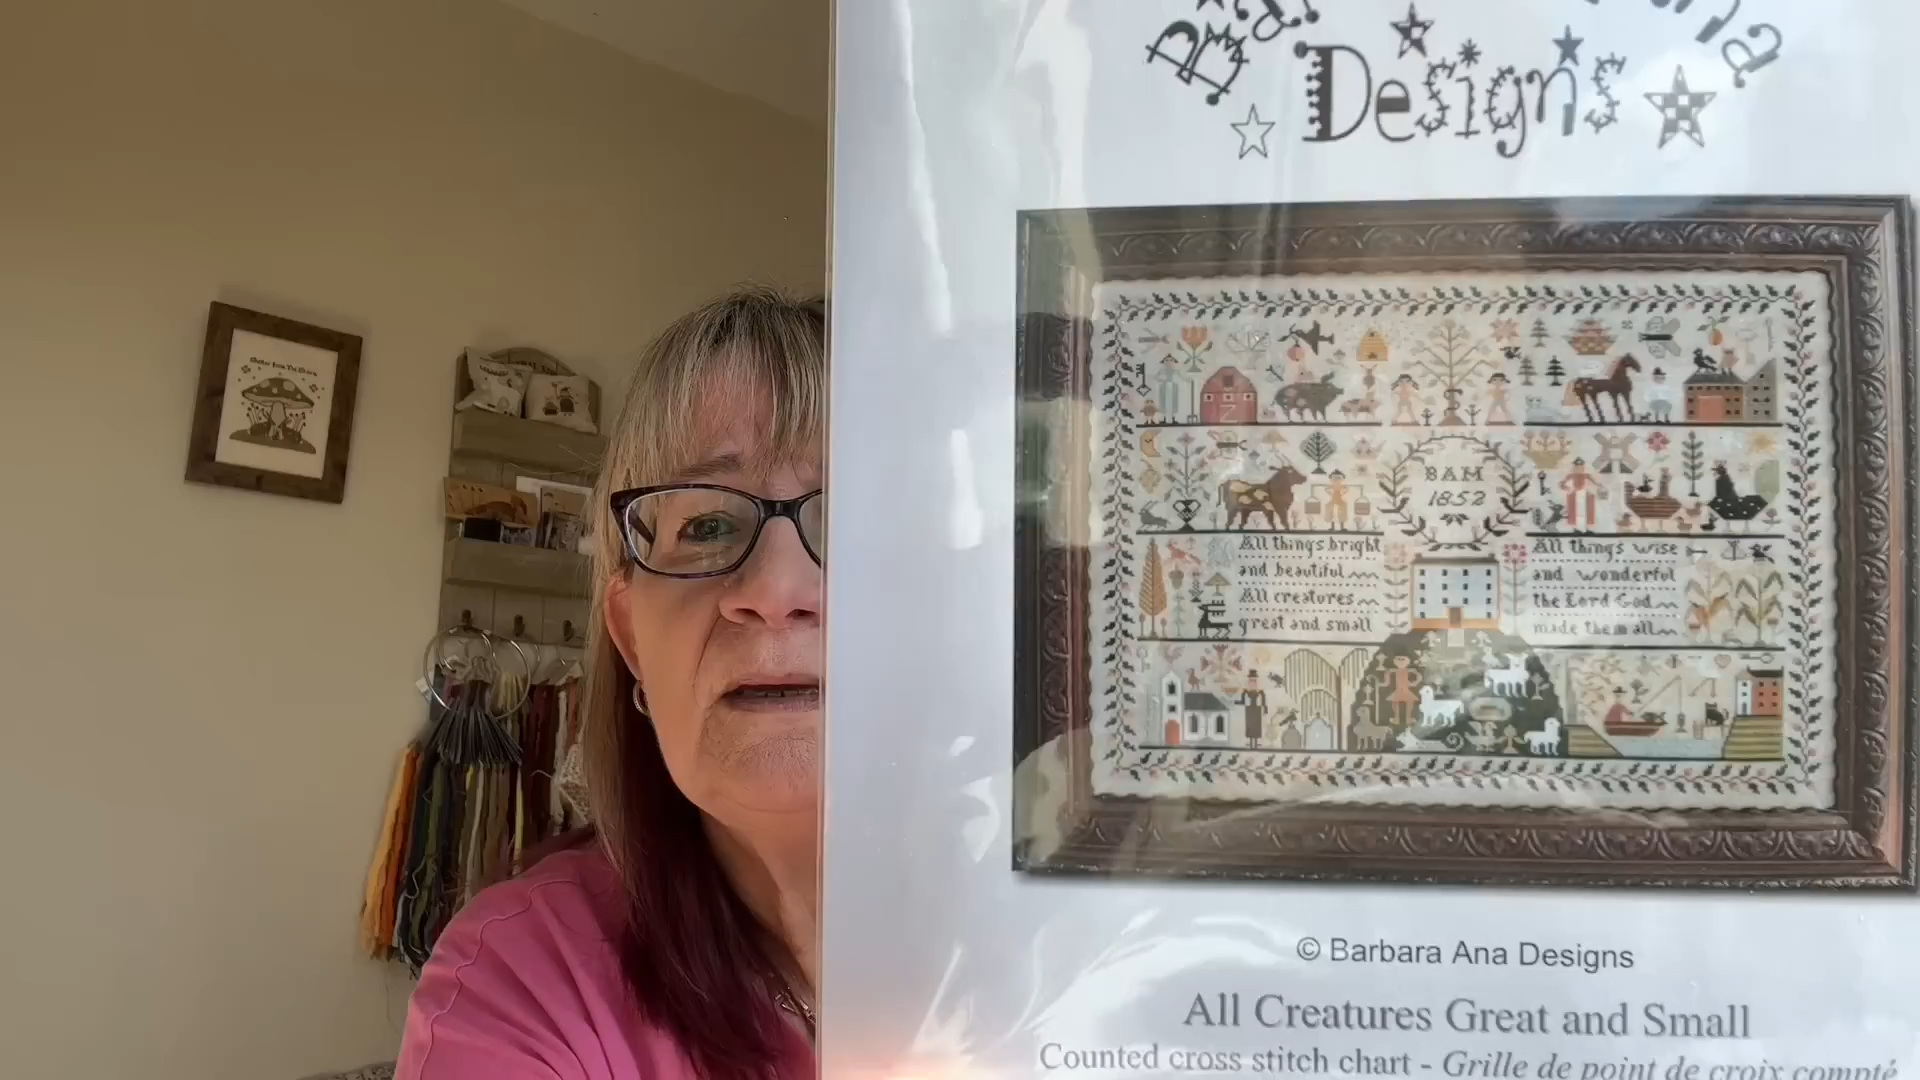 Designs
BAM
1852
All things bright
and beautiful
All creatures
great and small
All things wise
and wonderful
the Lord God
made them all
© Barbara Ana Designs
All Creatures Great and Small
Counted cross stitch chart - Grille de point de croix compté